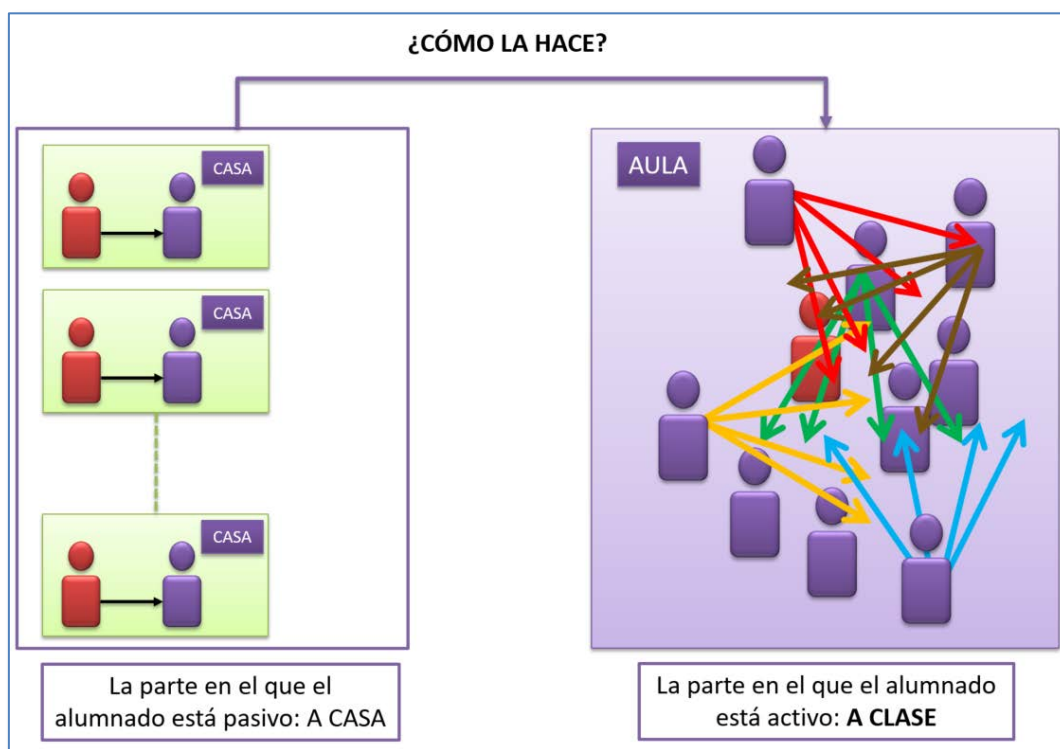 ¿CÓMO LA HACE?
CASA
CASA
CASA
AULA
La parte en el que el
alumnado está pasivo: A CASA
La parte en el que el alumnado
está activo: A CLASE